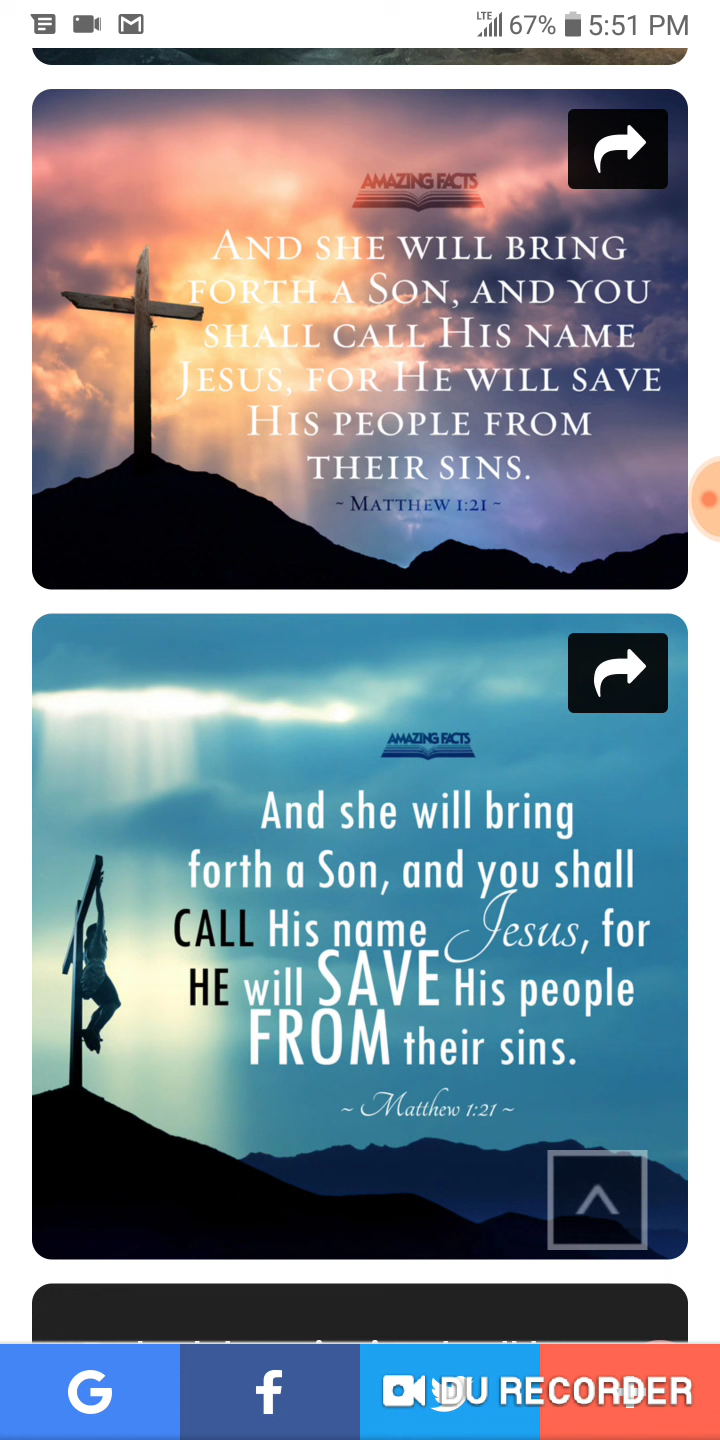 LTE 67% 5:51 PM
AMAZING FACTS
AND SHE WILL BRING
FORTH A SON, AND YOU
SHALL CALL HIS NAME
JESUS, FOR HE WILL SAVE
HIS PEOPLE FROM
THEIR SINS.
~ MATTHEW 1:21 ~
AMAZING FACTS
And she will bring
forth a Son, and you shall
CALL His name Jesus, for
HE will SAVE His people
FROM their sins.
~ Matthew 1:21 ~
DU RECORDER